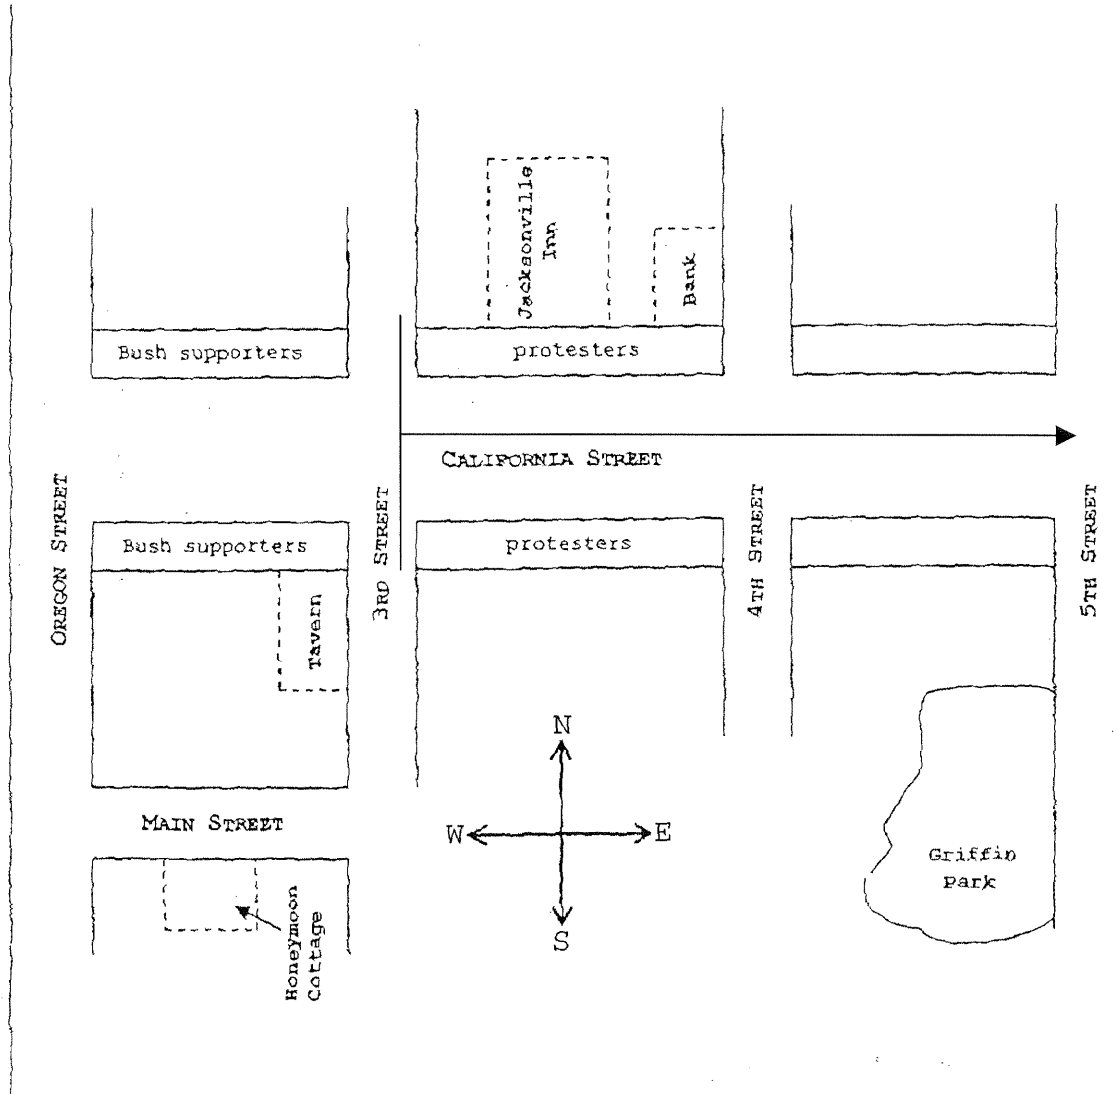 Jacksonville
Inn
Bank
Bush supporters
protesters
CALIFORNIA STREET
OREGON STREET
3RD STREET
4TH STREET
5TH STREET
Bush supporters
protesters
Tavern
N
W
E
S
MAIN STREET
Griffin
Park
Honeymoon
Cottage